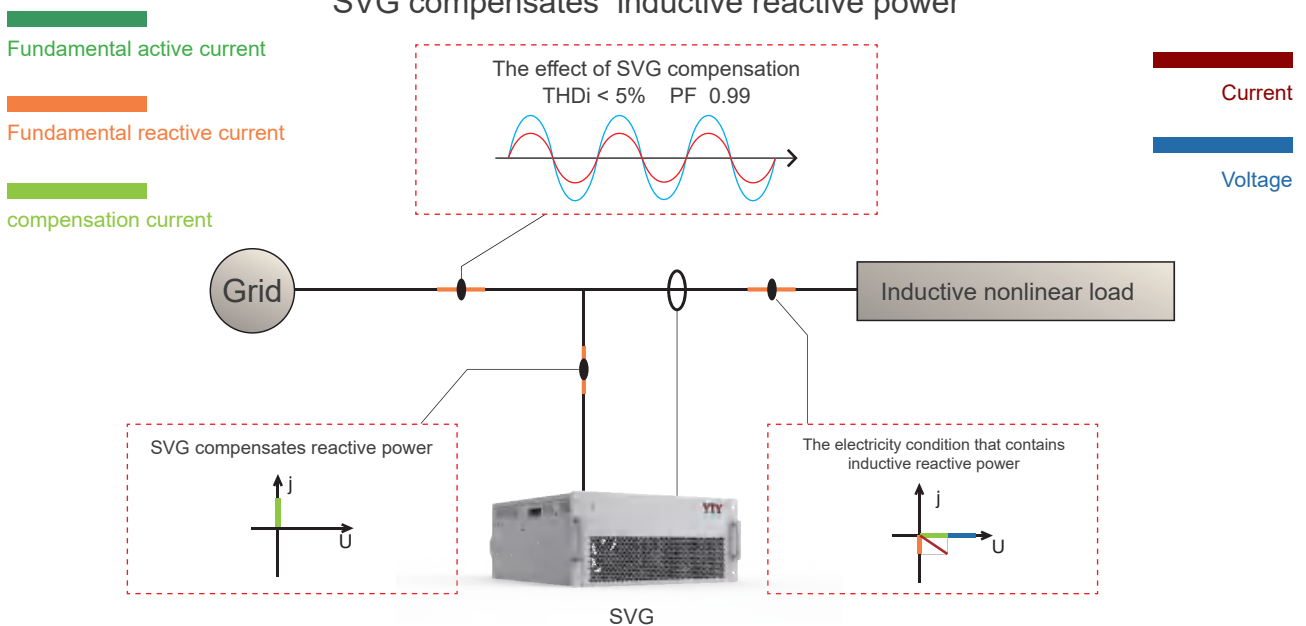 SVG compensates inductive reactive power
Fundamental active current
Fundamental reactive current
compensation current
The effect of SVG compensation
THDi < 5% PF 0.99
Current
Voltage
Grid
Inductive nonlinear load
SVG compensates reactive power
j
U
YTY
SVG
The electricity condition that contains
inductive reactive power
j
U